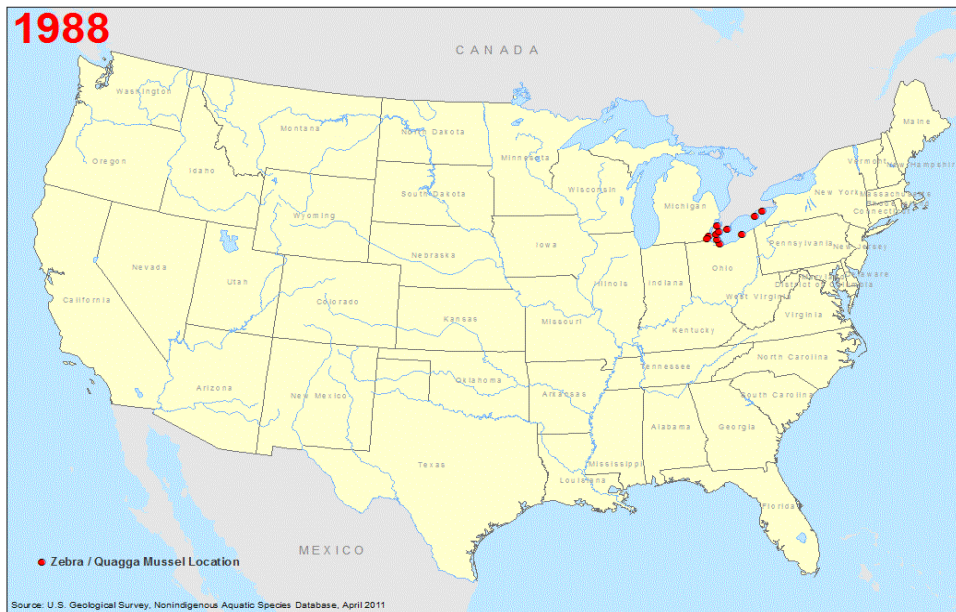 1988
CANADA
Washington
Montana
North Dakota
Minnesota
Maine
Oregon
Idaho
South Dakota
Wisconsin
Michigan
Vermont
New Hampshire
New York
Massachusetts
Rhode Island
Connecticut
Wyoming
Iowa
Nebraska
Pennsylvania
New Jersey
Nevada
Utah
Illinois
Indiana
Ohio
Maryland
Delaware
District of Columbia
California
Colorado
Kansas
Missouri
West Virginia
Virginia
Kentucky
North Carolina
Tennessee
Arizona
New Mexico
Oklahoma
Arkansas
South Carolina
Texas
Mississippi
Alabama
Georgia
Louisiana
Florida
MEXICO
Zebra / Quagga Mussel Location
Source: U.S. Geological Survey, Nonindigenous Aquatic Species Database, April 2011